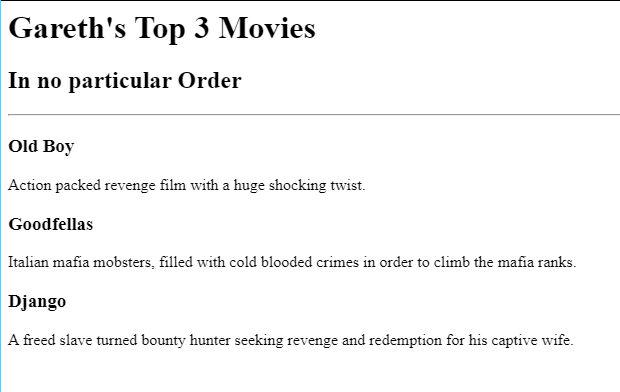 Gareth's Top 3 Movies
In no particular Order
Old Boy
Action packed revenge film with a huge shocking twist.
Goodfellas
Italian mafia mobsters, filled with cold blooded crimes in order to climb the mafia ranks.
Django
A freed slave turned bounty hunter seeking revenge and redemption for his captive wife.